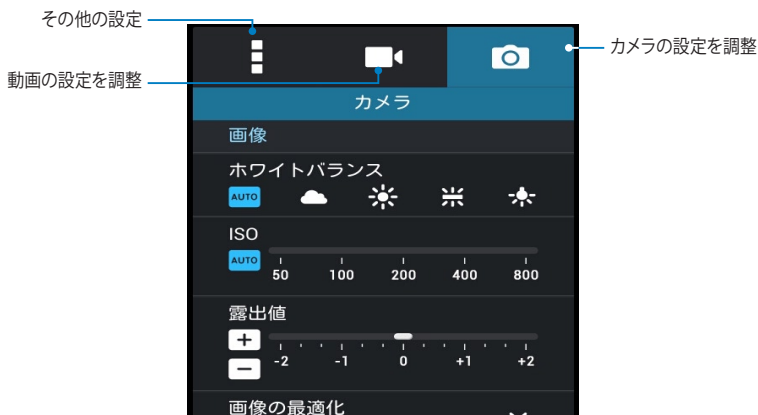 その他の設定
カメラの設定を調整
動画の設定を調整
カメラ
画像
ホワイトバランス
AUTO
ISO
AUTO
50 100 200 400 800
露出値
+
-2 -1 0 +1 +2
−
画像の最適化